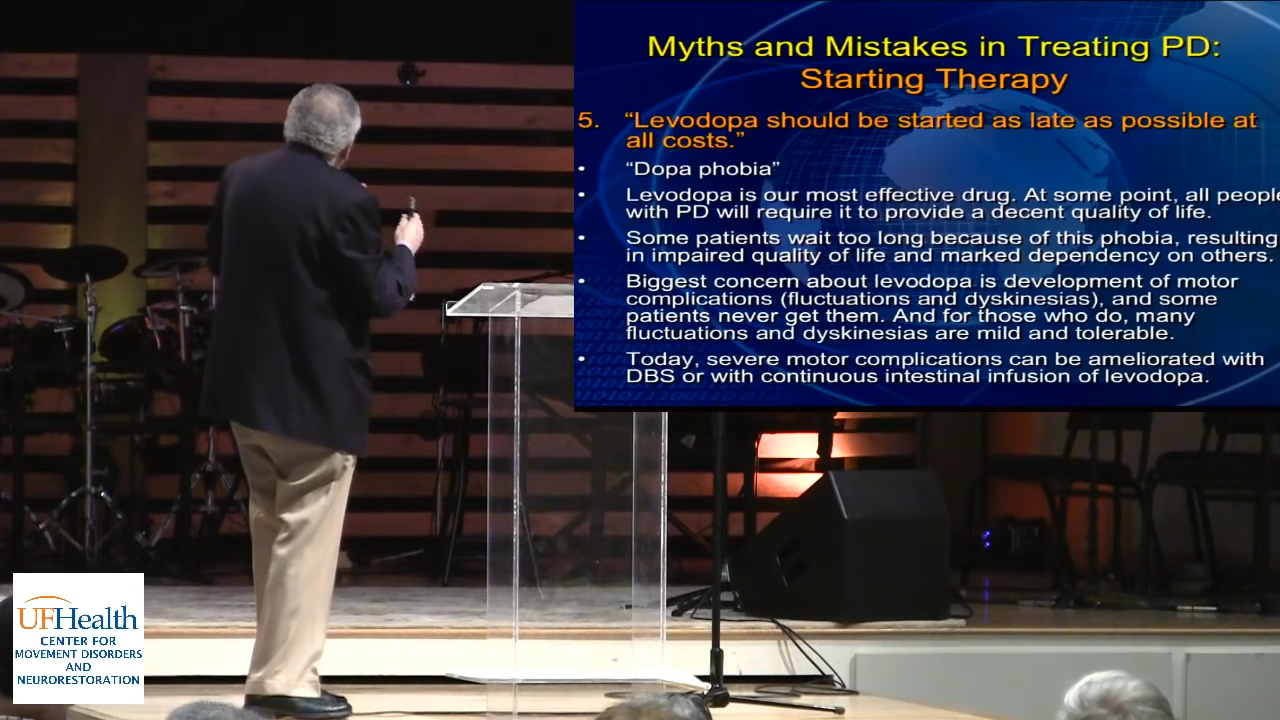 Myths and Mistakes in Treating PD:
Starting Therapy
5. “Levodopa should be started as late as possible at
all costs.”
• “Dopa phobia”
• Levodopa is our most effective drug. At some point, all people
with PD will require it to provide a decent quality of life.
• Some patients wait too long because of this phobia, resulting
in impaired quality of life and marked dependency on others.
• Biggest concern about levodopa is development of motor
complications (fluctuations and dyskinesias), and some
patients never get them. And for those who do, many
fluctuations and dyskinesias are mild and tolerable.
• Today, severe motor complications can be ameliorated with
DBS or with continuous intestinal infusion of levodopa.
UFHealth
CENTER FOR
MOVEMENT DISORDERS
AND
NEURORESTORATION